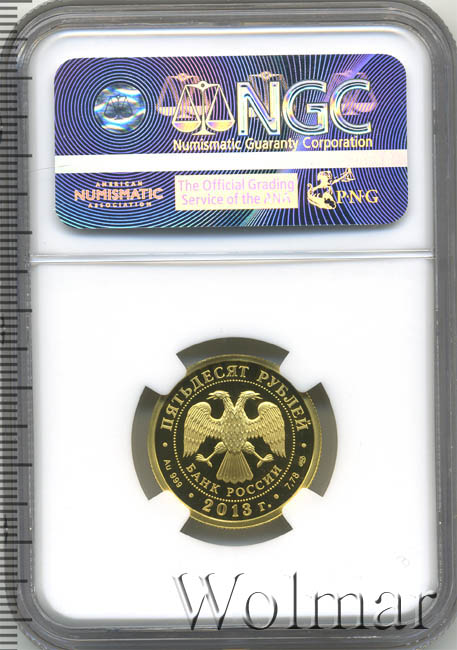 NGC
Numismatic Guaranty Corporation
AMERICAN
NUMISMATIC
ASSOCIATION
The Official Grading
Service of the
PNG
ПЯТЬДЕСЯТ РУБЛЕЙ
БАНК РОССИИ
Au 999
7,78
2013 г.
Wolmar